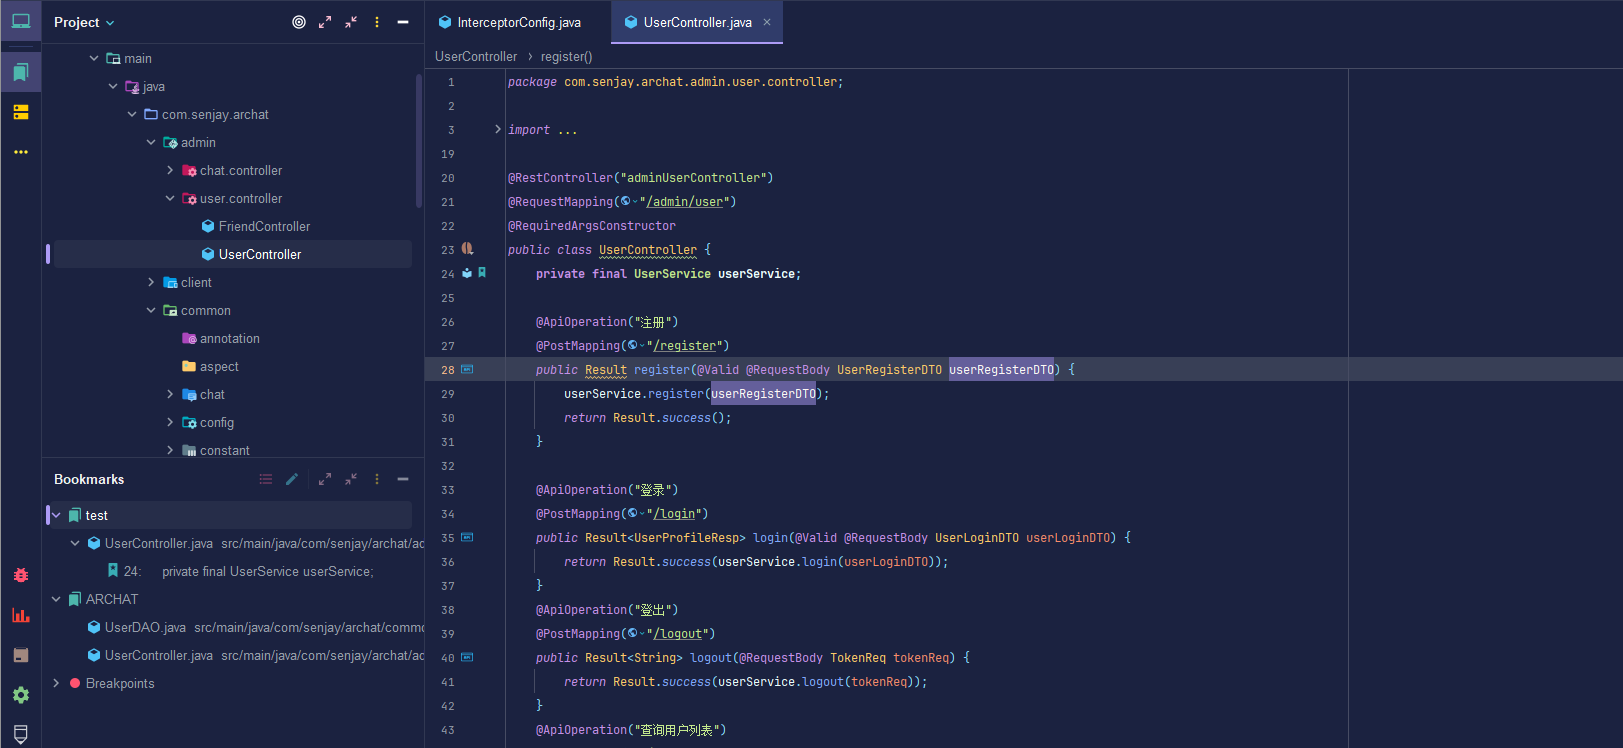 Project
main
java
com.senjay.archat
admin
chat.controller
user.controller
FriendController
UserController
client
common
annotation
aspect
chat
config
constant
Bookmarks
test
UserController.java src/main/java/com/senjay/archat/ad
24: private final UserService userService;
ARCHAT
UserDAO.java src/main/java/com/senjay/archat/commo
UserController.java src/main/java/com/senjay/archat/ad
Breakpoints
InterceptorConfig.java UserController.java
UserController register()
1 package com.senjay.archat.admin.user.controller;
2
3 import ...
19
20 @RestController("adminUserController")
21 @RequestMapping("/admin/user")
22 @RequiredArgsConstructor
23 public class UserController {
24 private final UserService userService;
25
26 @ApiOperation("注册")
27 @PostMapping("/register")
28 public Result register(@Valid @RequestBody UserRegisterDTO userRegisterDTO) {
29 userService.register(userRegisterDTO);
30 return Result.success();
31 }
32
33 @ApiOperation("登录")
34 @PostMapping("/login")
35 public Result<UserProfileResp> login(@Valid @RequestBody UserLoginDTO userLoginDTO) {
36 return Result.success(userService.login(userLoginDTO));
37 }
38 @ApiOperation("登出")
39 @PostMapping("/logout")
40 public Result<String> logout(@RequestBody TokenReq tokenReq) {
41 return Result.success(userService.logout(tokenReq));
42 }
43 @ApiOperation("查询用户列表")